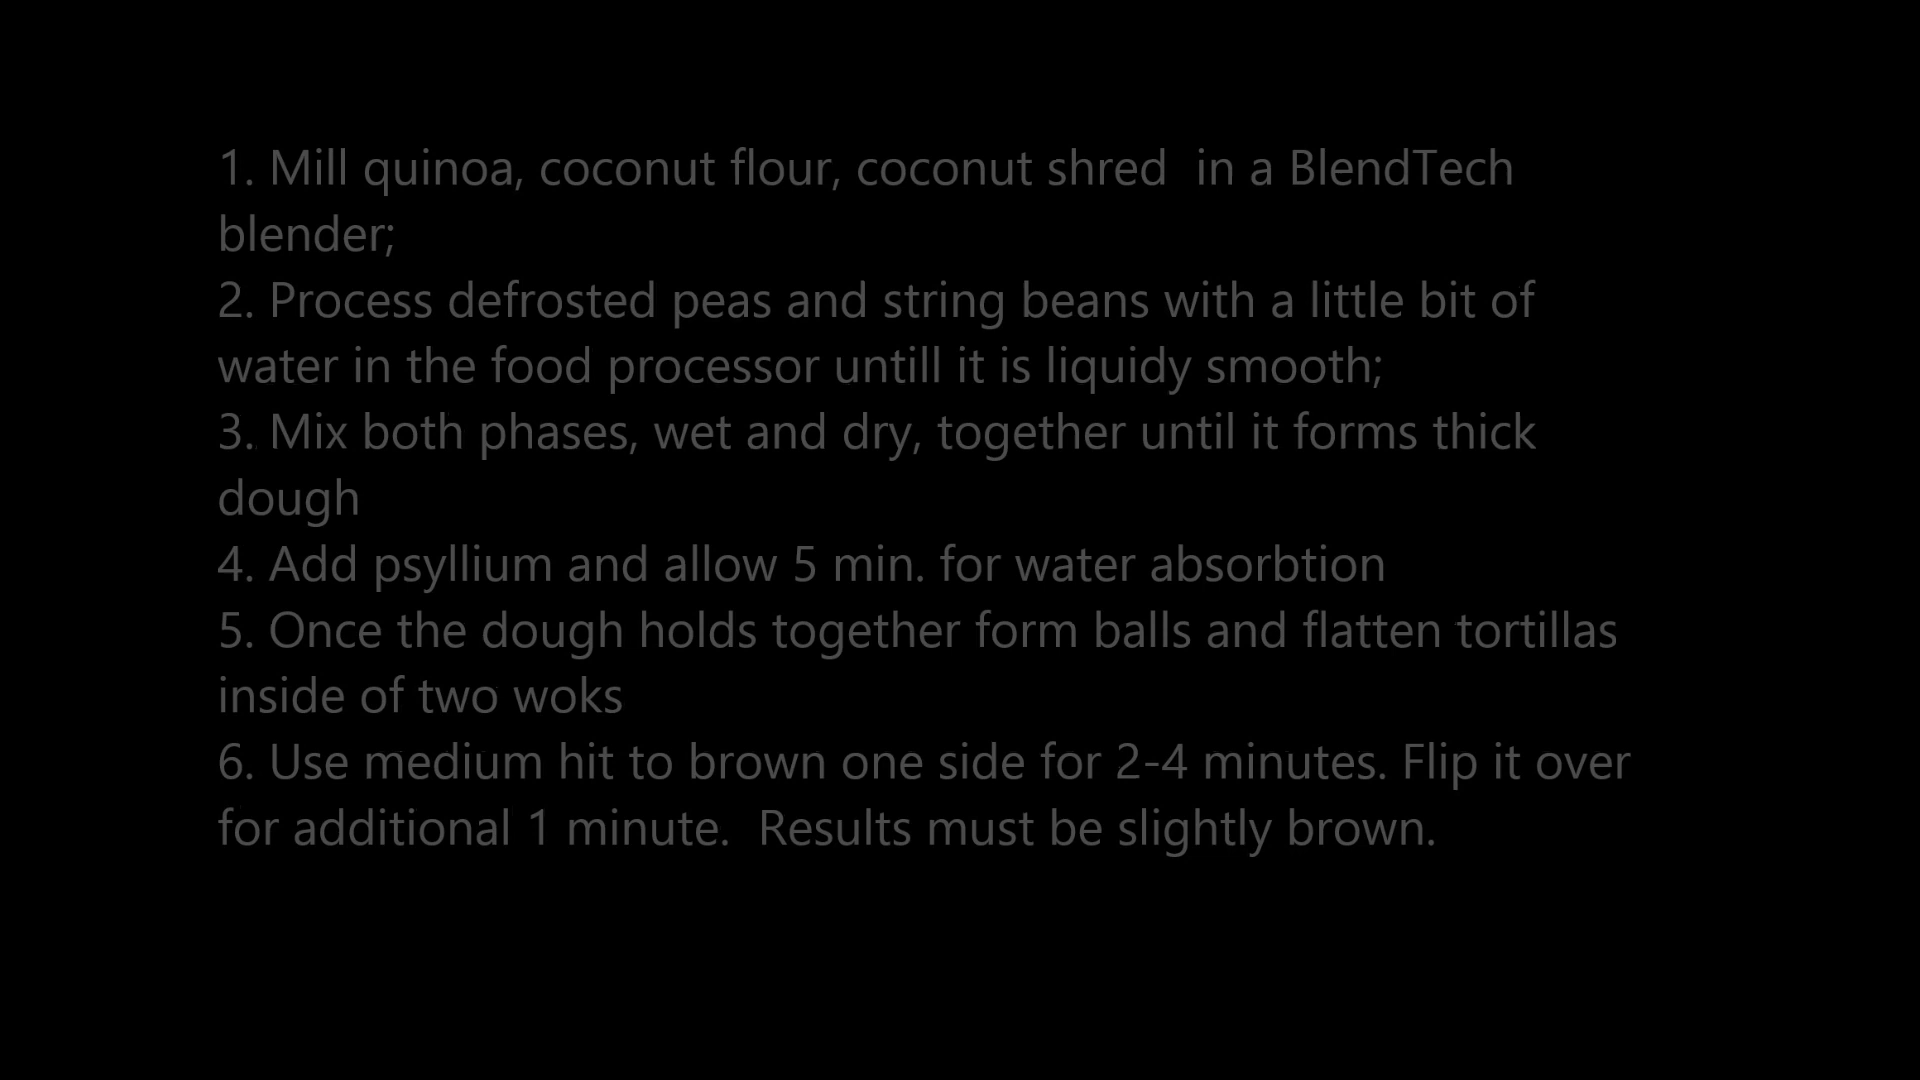 1. Mill quinoa, coconut flour, coconut shred  in a BlendTech
blender;
2. Process defrosted peas and string beans with a little bit of
water in the food processor untill it is liquidy smooth;
3. Mix both phases, wet and dry, together until it forms thick
dough
4. Add psyllium and allow 5 min. for water absorbtion
5. Once the dough holds together form balls and flatten tortillas
inside of two woks
6. Use medium hit to brown one side for 2-4 minutes. Flip it over
for additional 1 minute.  Results must be slightly brown.